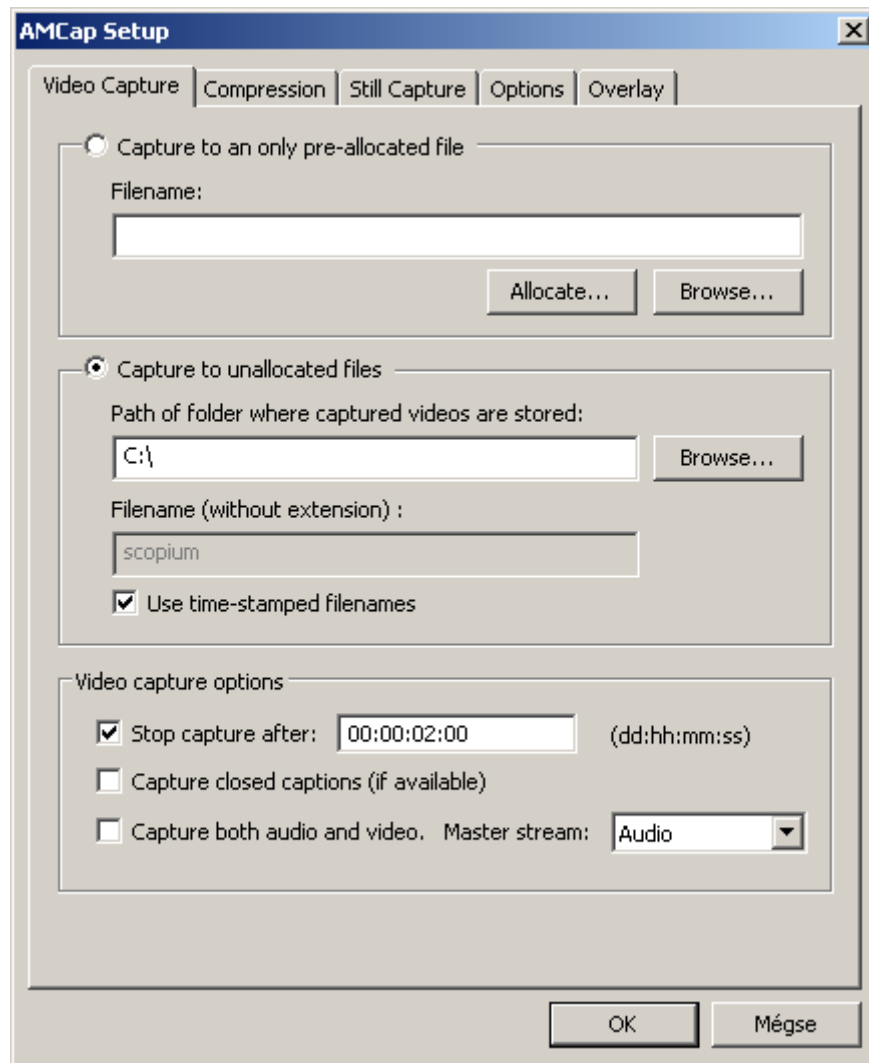 AMCap Setup
Video Capture Compression Still Capture Options Overlay
Capture to an only pre-allocated file
Filename:
Allocate... Browse...
Capture to unallocated files
Path of folder where captured videos are stored:
C:\ Browse...
Filename (without extension) :
scopium
Use time-stamped filenames
Video capture options
Stop capture after: 00:00:02:00 (dd:hh:mm:ss)
Capture closed captions (if available)
Capture both audio and video. Master stream: Audio
OK Mégse